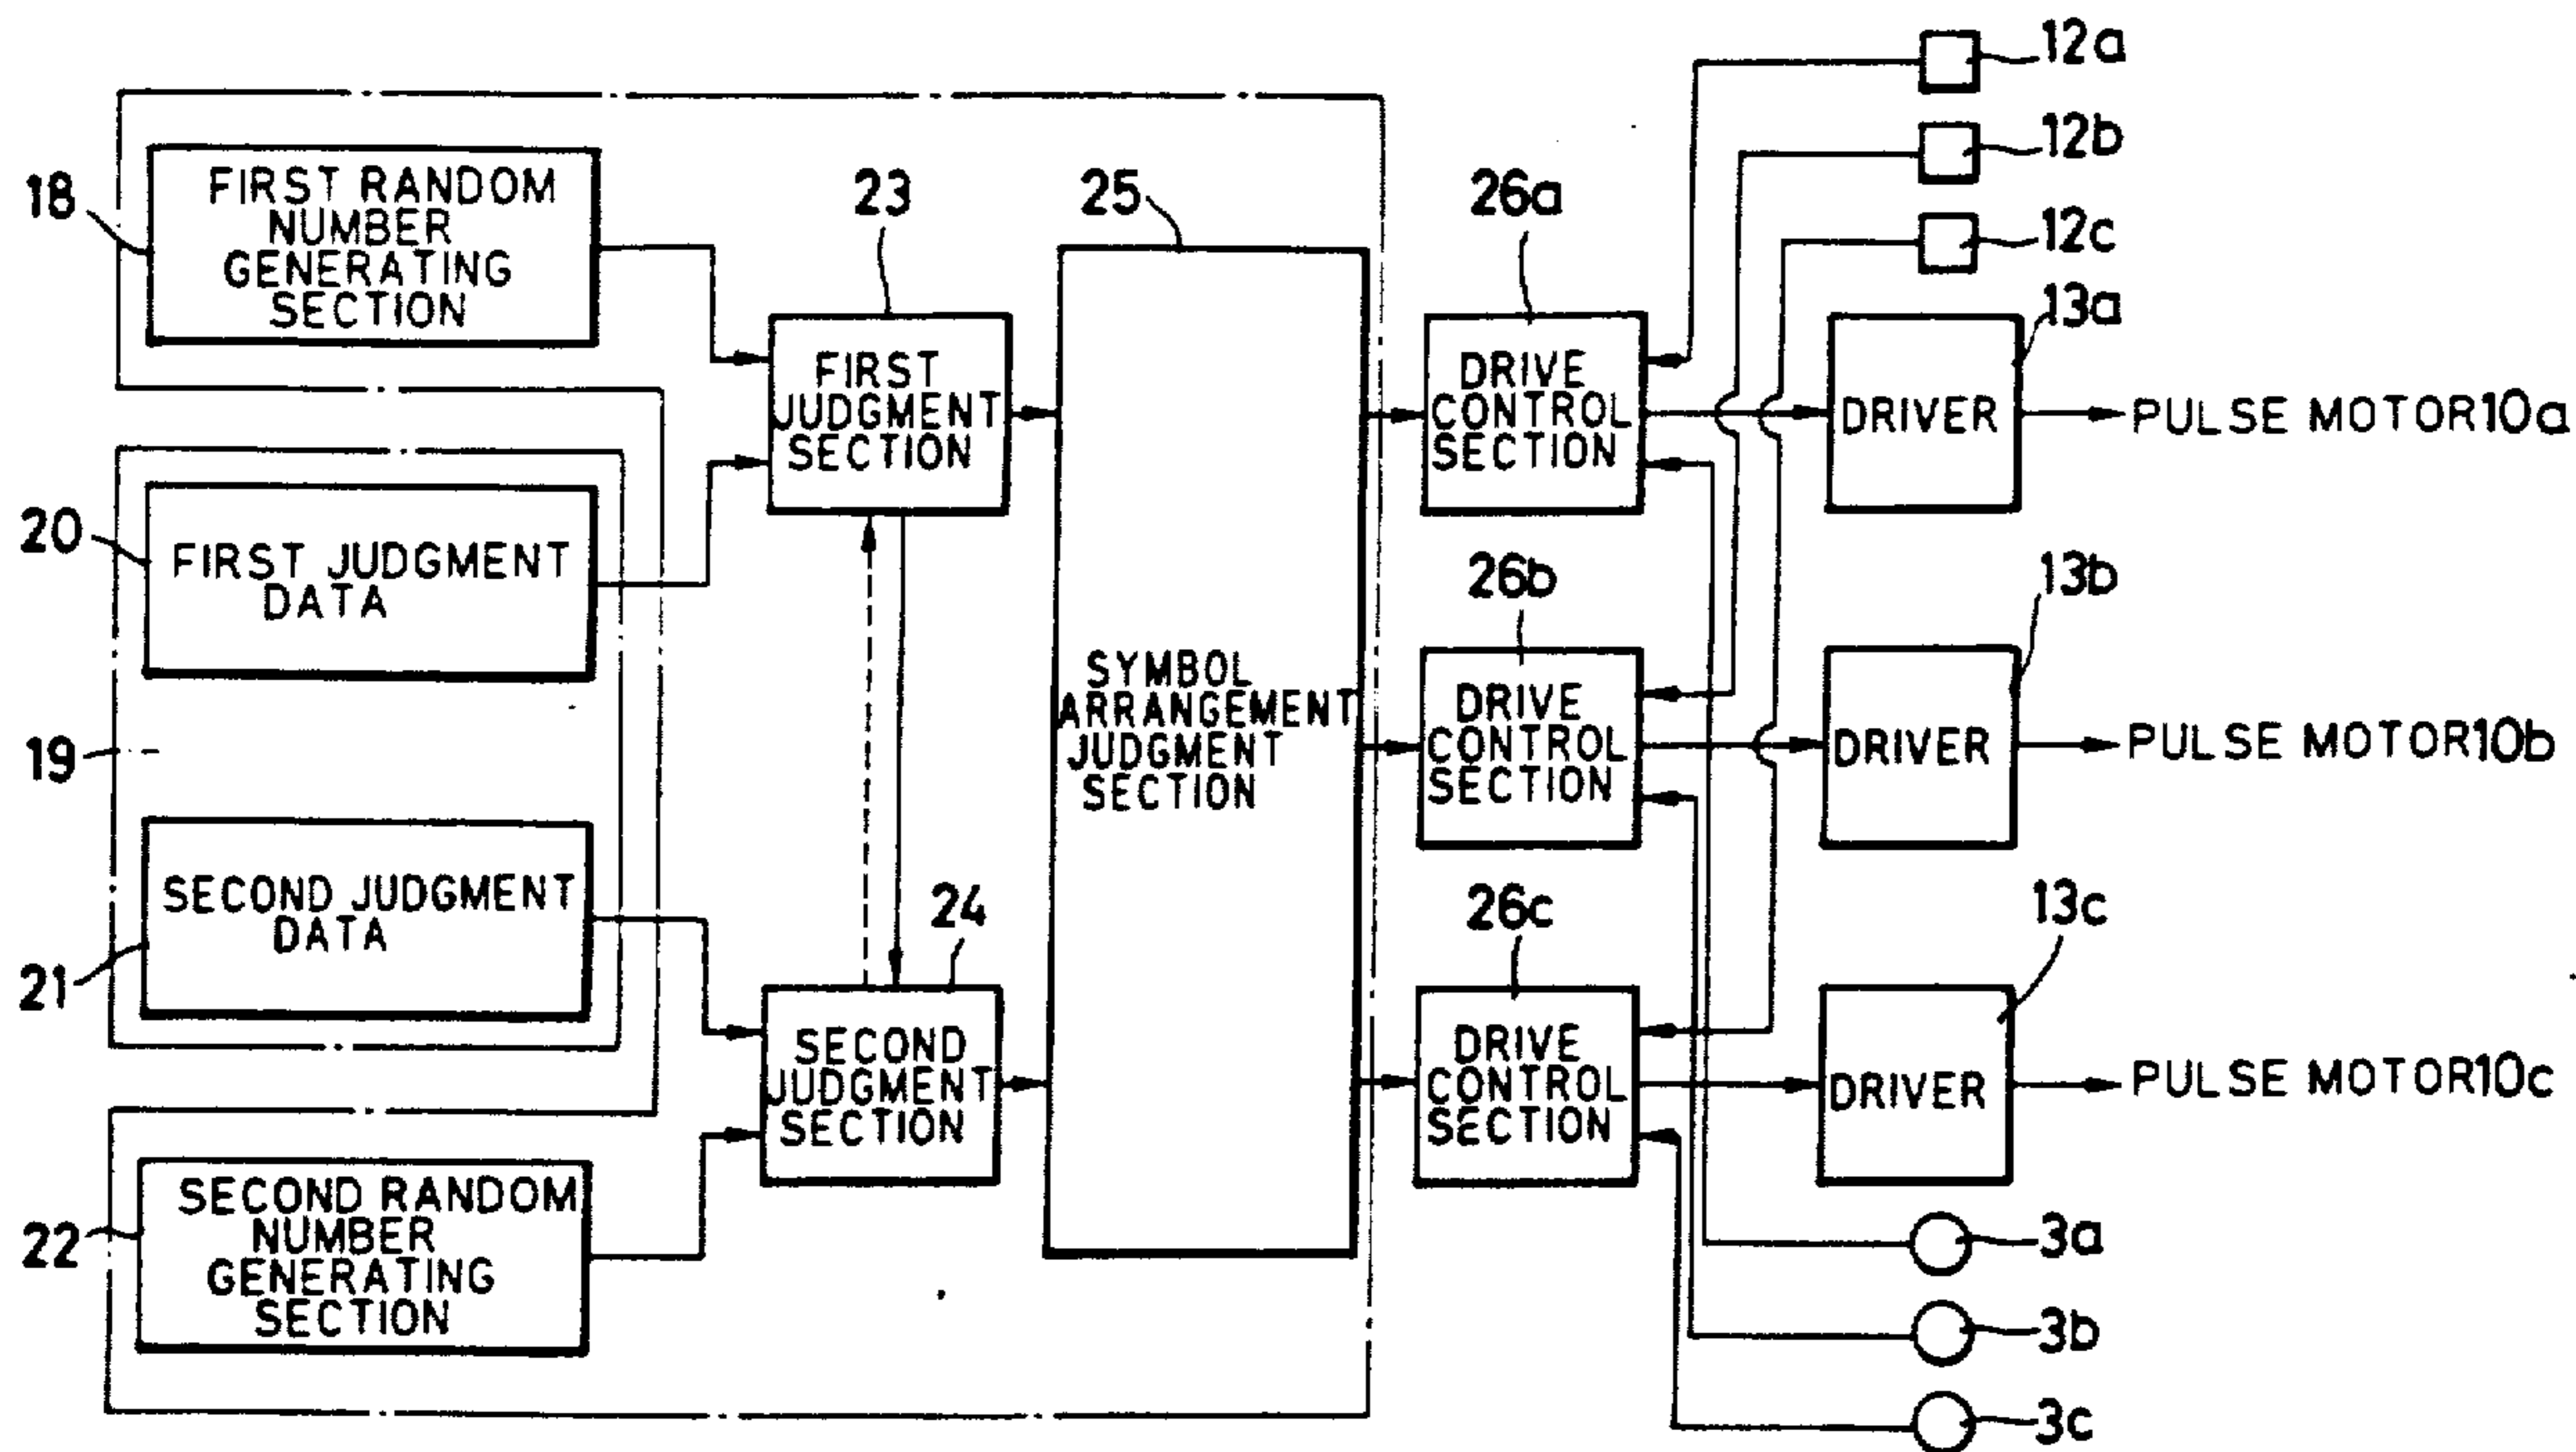 12a
12b
12c
18
FIRST RANDOM
NUMBER
GENERATING
SECTION
23
25
26a
13a
FIRST
JUDGMENT
SECTION
DRIVE
CONTROL
SECTION
DRIVER
PULSE MOTOR10a
20
FIRST JUDGMENT
DATA
26b
13b
19
SYMBOL
ARRANGEMENT
JUDGMENT
SECTION
DRIVE
CONTROL
SECTION
DRIVER
PULSE MOTOR10b
SECOND JUDGMENT
DATA
21
24
26c
13c
SECOND
JUDGMENT
SECTION
DRIVE
CONTROL
SECTION
DRIVER
PULSE MOTOR10c
22
SECOND RANDOM
NUMBER
GENERATING
SECTION
3a
3b
3c